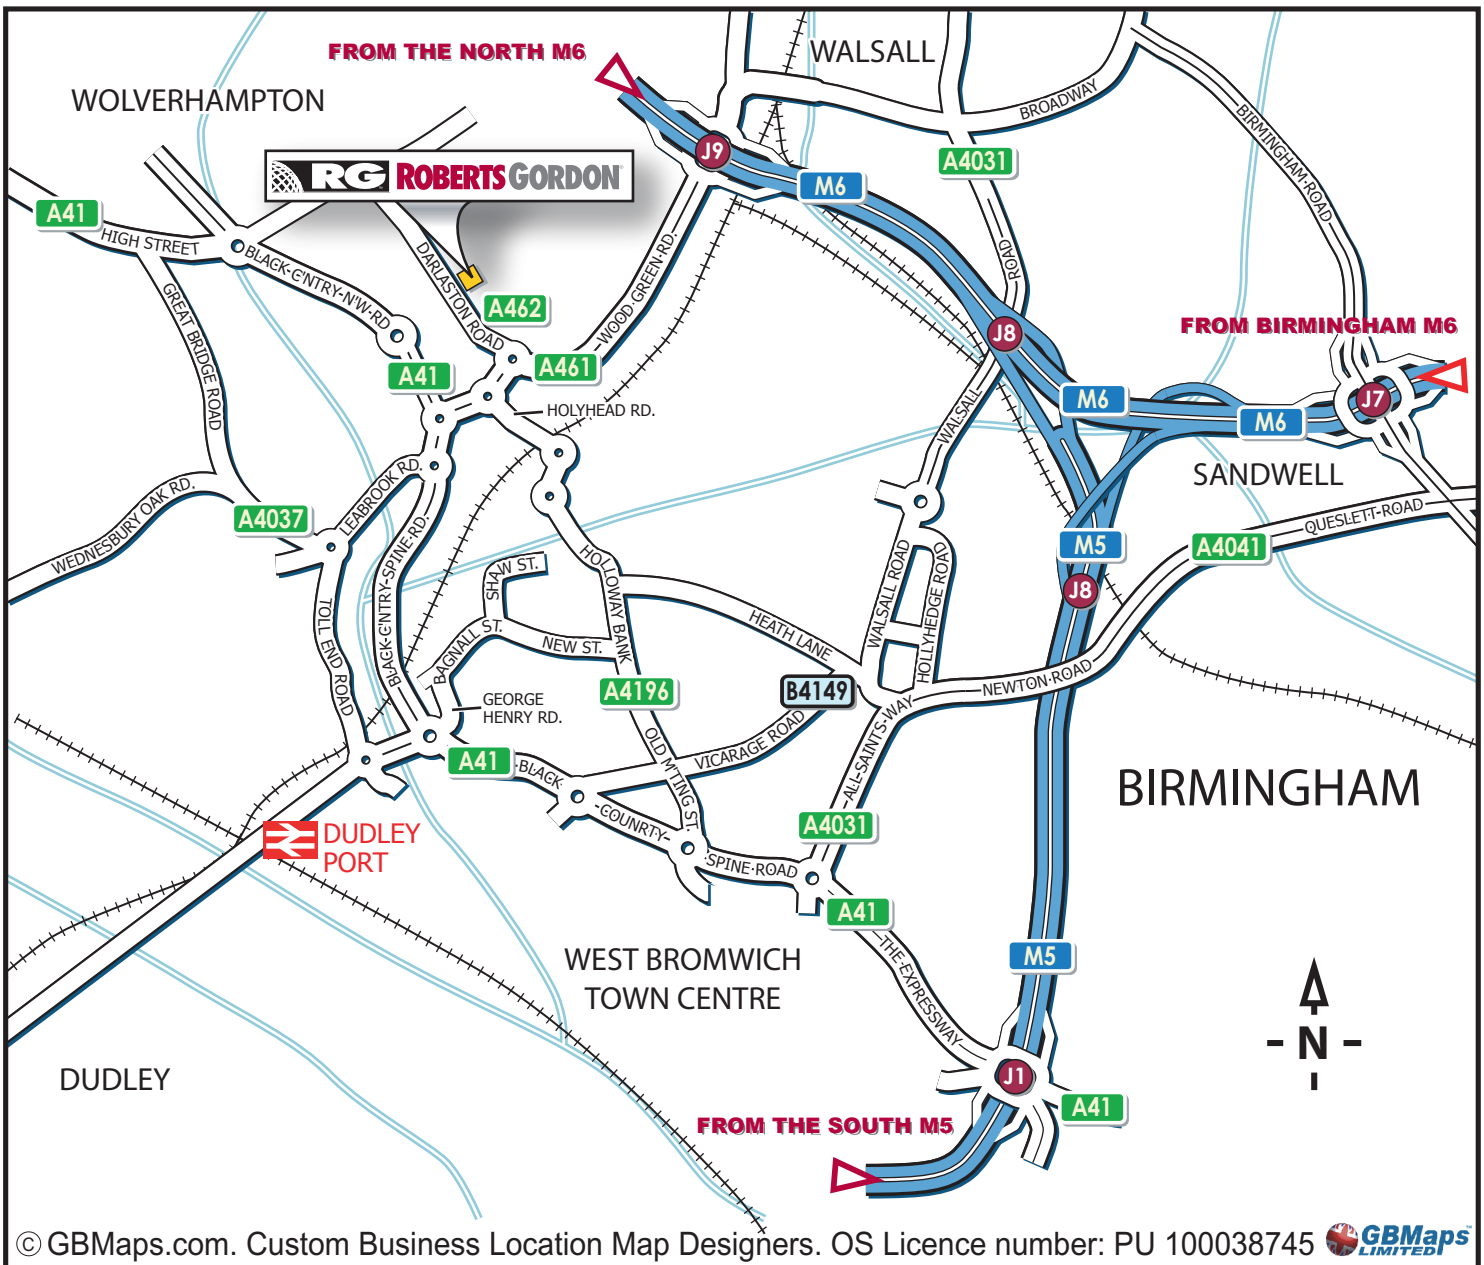 FROM THE NORTH M6
WALSALL
WOLVERHAMPTON
BROADWAY
BIRMINGHAM ROAD
J9
A4031
M6
RG ROBERTS GORDON
A41
HIGH STREET
BLACK C'NTRY N'W RD
DARLASTON ROAD
WOOD GREEN RD.
ROAD
GREAT BRIDGE ROAD
A462
J8
FROM BIRMINGHAM M6
A461
A41
M6
M6
J7
HOLYHEAD RD.
WALSALL
SANDWELL
LEABROOK RD.
WEDNESBURY OAK RD.
A4037
QUESLETT ROAD
M5
A4041
BLACK C'NTRY SPINE RD.
SHAW ST.
HOLLOWAY BANK
WALSALL ROAD
HOLLYHEDGE ROAD
J8
TOLL END ROAD
BAGNALL ST.
NEW ST.
HEATH LANE
NEWTON ROAD
A4196
B4149
GEORGE
HENRY RD.
ALL SAINTS WAY
VICARAGE ROAD
OLD M'TING ST.
A41
BLACK
COUNRTY
SPINE ROAD
BIRMINGHAM
A4031
DUDLEY
PORT
A41
THE EXPRESSWAY
WEST BROMWICH
TOWN CENTRE
M5
- N -
DUDLEY
J1
A41
FROM THE SOUTH M5
© GBMaps.com. Custom Business Location Map Designers. OS Licence number: PU 100038745
GBMaps™
LIMITED